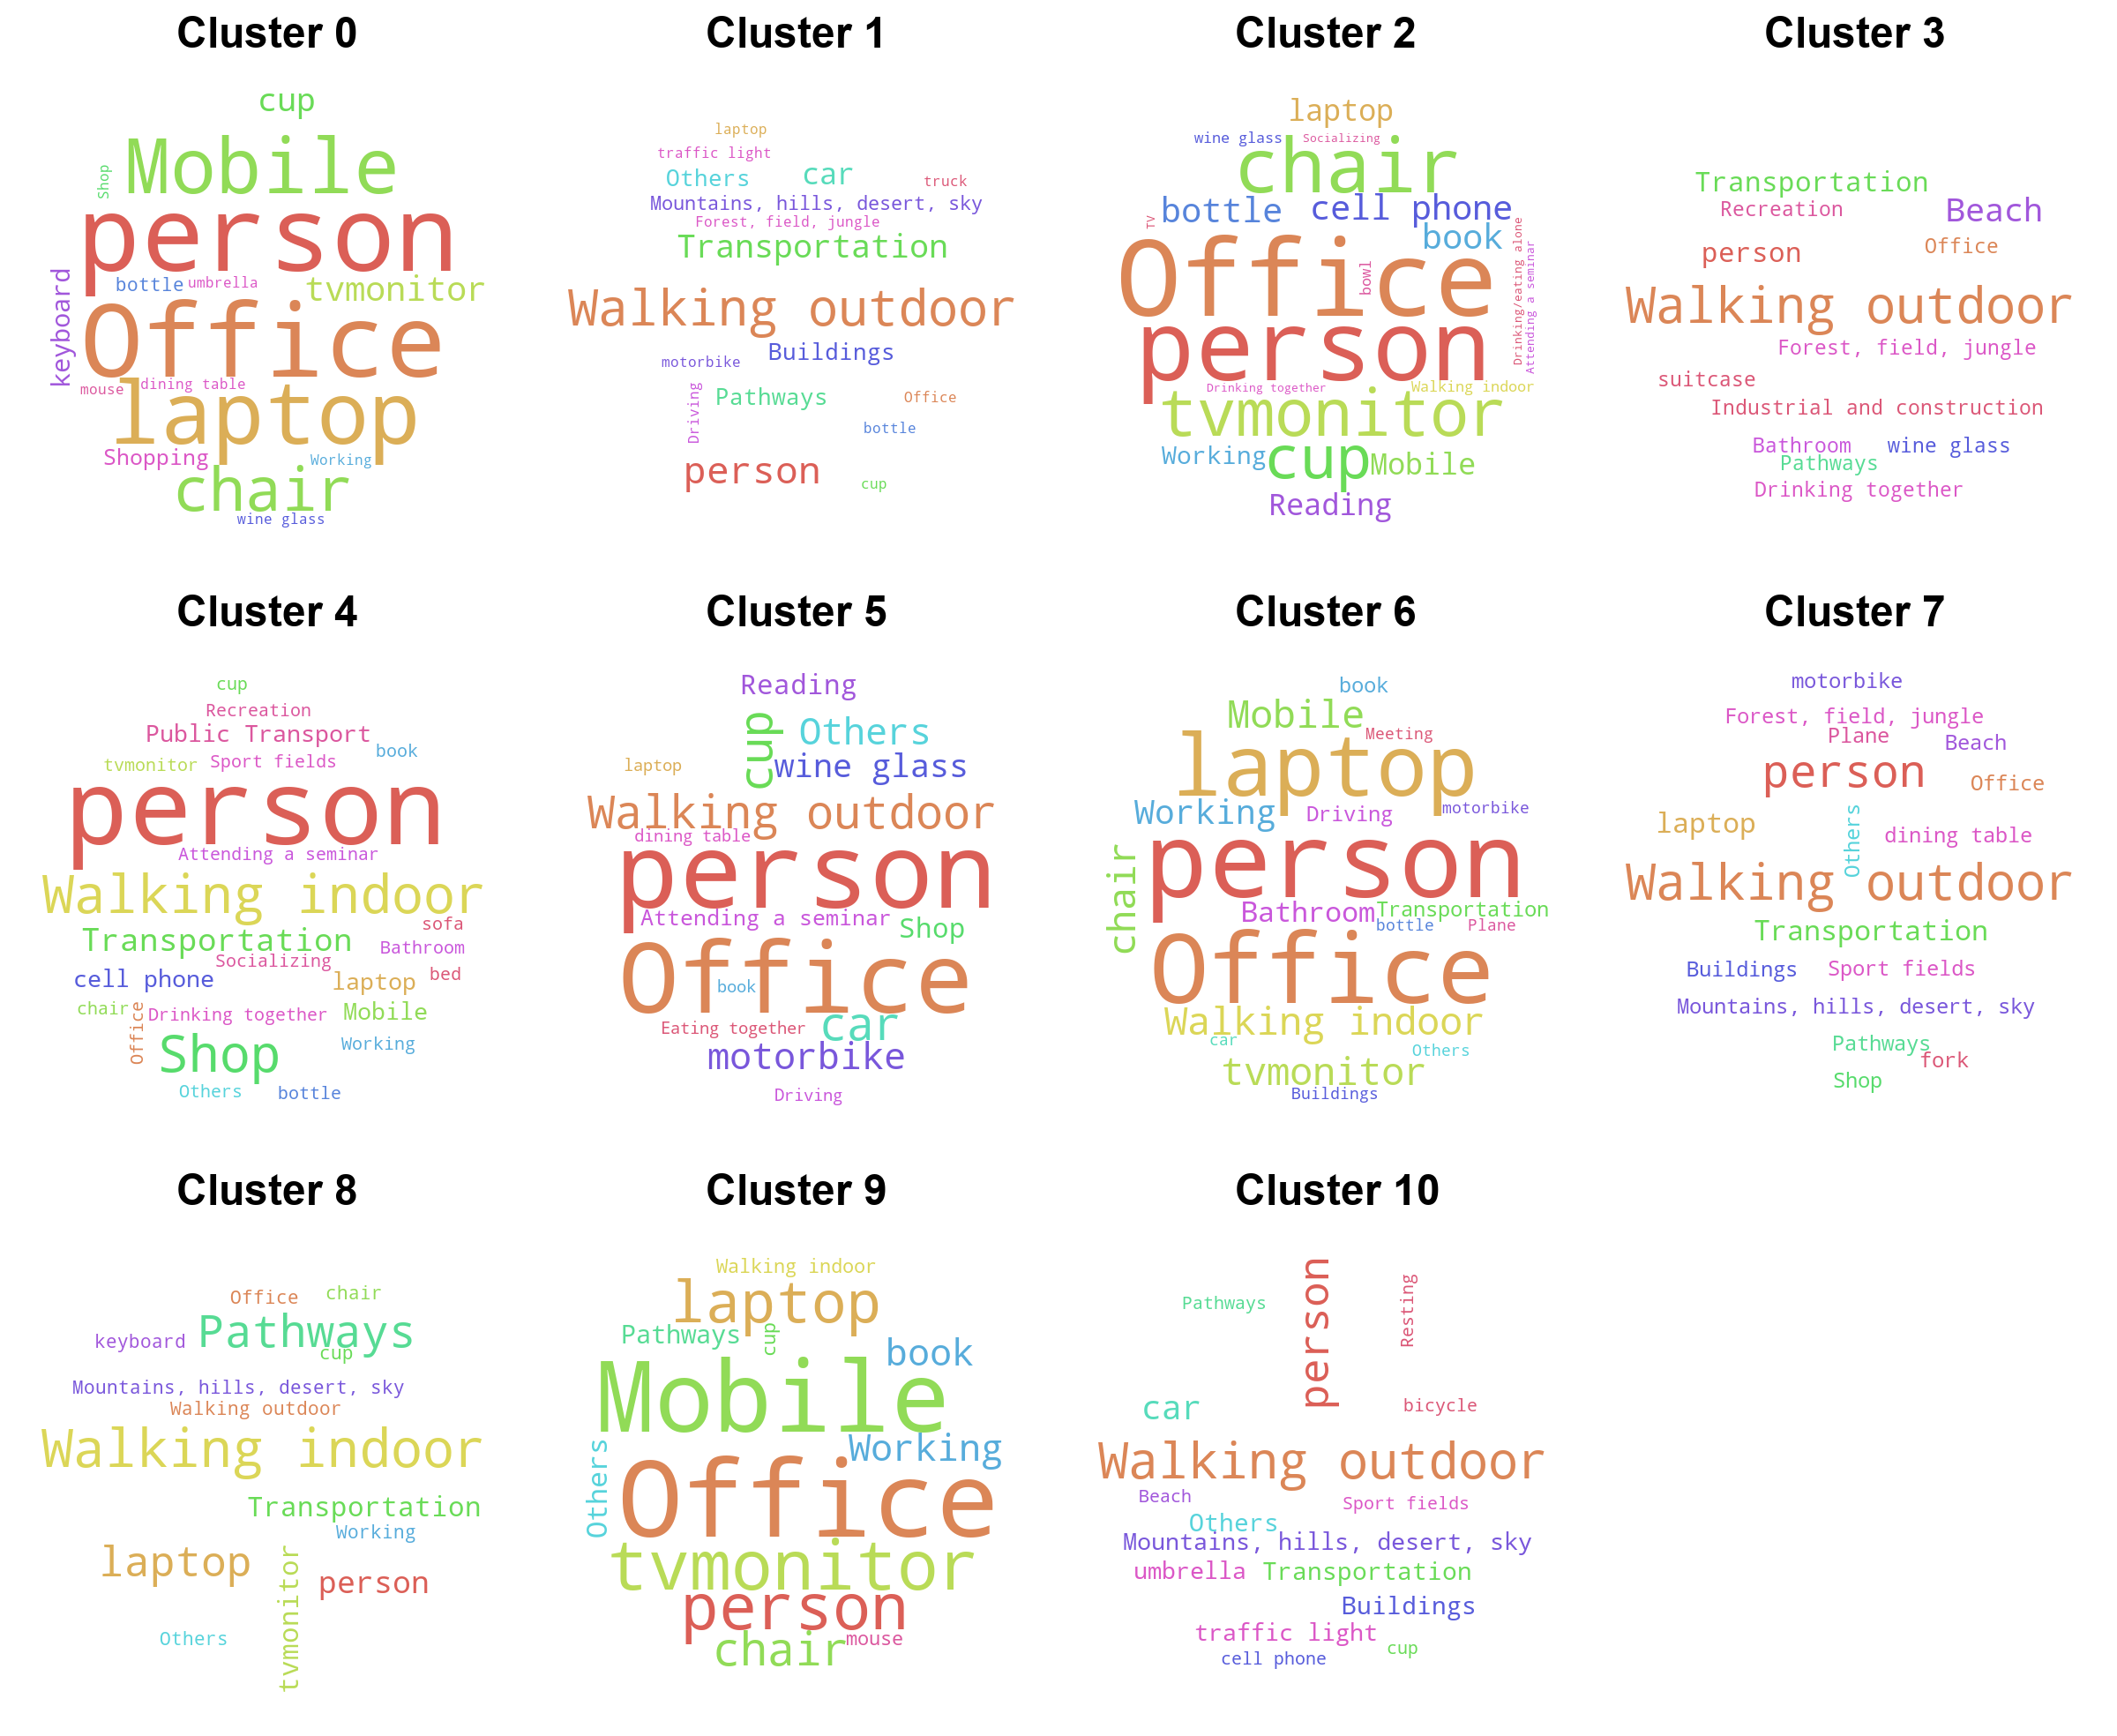 Cluster 0
cup
Mobile
Shop
person
keyboard
bottle
umbrella
tvmonitor
Office
mouse
dining table
laptop
Shopping
Working
chair
wine glass
Cluster 1
laptop
traffic light
Others
car
truck
Mountains, hills, desert, sky
Forest, field, jungle
Transportation
Walking outdoor
Buildings
motorbike
Driving
Pathways
Office
bottle
person
cup
Cluster 2
laptop
wine glass
Socializing
chair
TV
bottle
cell phone
book
Office
bowl
Drinking/eating alone
Attending a seminar
person
Drinking together
Walking indoor
tvmonitor
Working
cup
Mobile
Reading
Cluster 3
Transportation
Recreation
Beach
person
Office
Walking outdoor
Forest, field, jungle
suitcase
Industrial and construction
Bathroom
wine glass
Pathways
Drinking together
Cluster 4
cup
Recreation
Public Transport
book
tvmonitor
Sport fields
person
Attending a seminar
Walking indoor
sofa
Transportation
Bathroom
Socializing
cell phone
laptop
bed
chair
Office
Drinking together
Mobile
Shop
Working
Others
bottle
Cluster 5
Reading
cup
Others
laptop
wine glass
Walking outdoor
dining table
person
Attending a seminar
Shop
Office
book
Eating together
car
motorbike
Driving
Cluster 6
book
Mobile
Meeting
laptop
Working
Driving
motorbike
chair
person
Bathroom
Transportation
bottle
Plane
Office
Walking indoor
car
Others
tvmonitor
Buildings
Cluster 7
motorbike
Forest, field, jungle
Plane
Beach
person
Office
laptop
Others
dining table
Walking outdoor
Transportation
Buildings
Sport fields
Mountains, hills, desert, sky
Pathways
fork
Shop
Cluster 8
Office
chair
keyboard
Pathways
cup
Mountains, hills, desert, sky
Walking outdoor
Walking indoor
Transportation
Working
laptop
tvmonitor
person
Others
Cluster 9
Walking indoor
laptop
Pathways
cup
book
Mobile
Others
Working
Office
tvmonitor
person
chair
mouse
Cluster 10
Pathways
person
Resting
car
bicycle
Walking outdoor
Beach
Sport fields
Others
Mountains, hills, desert, sky
umbrella
Transportation
Buildings
traffic light
cup
cell phone